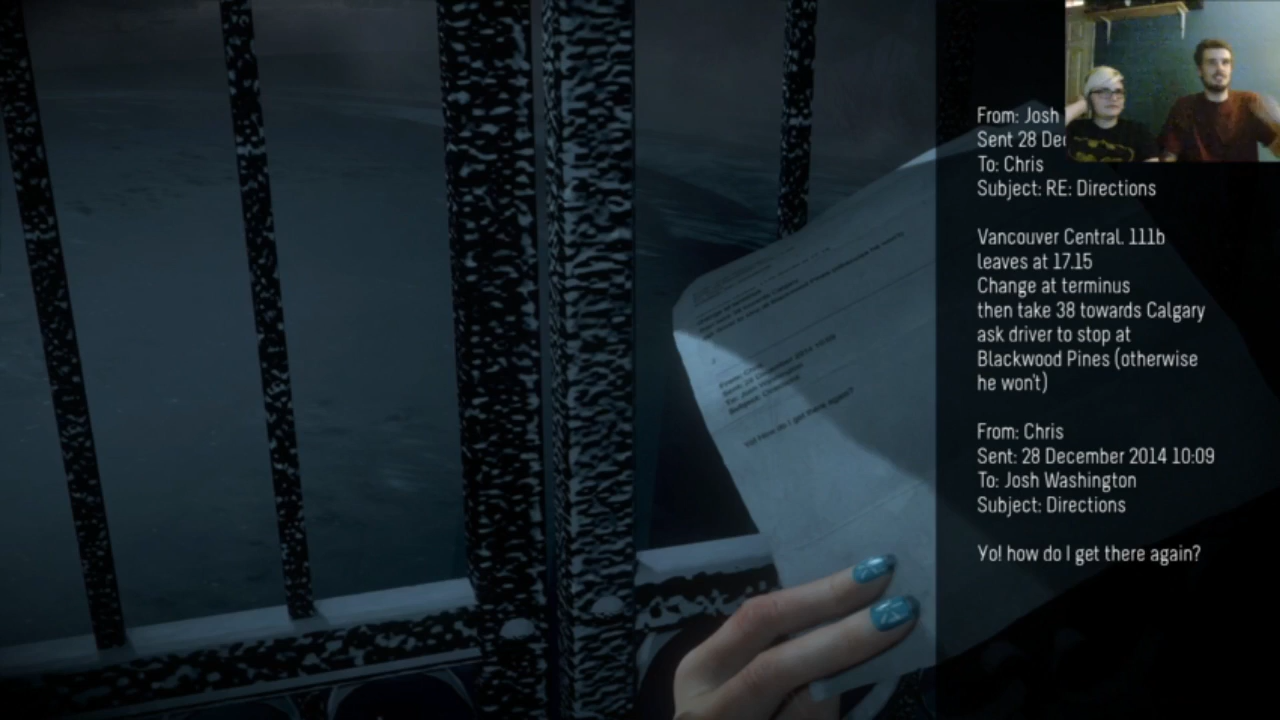 From: Josh
Sent 28 Dec
To: Chris
Subject: RE: Directions
Vancouver Central. 111b
leaves at 17.15
Change at terminus
then take 38 towards Calgary
ask driver to stop at
Blackwood Pines (otherwise
he won't)
From: Chris
Sent: 28 December 2014 10:09
To: Josh Washington
Subject: Directions
Yo! how do I get there again?